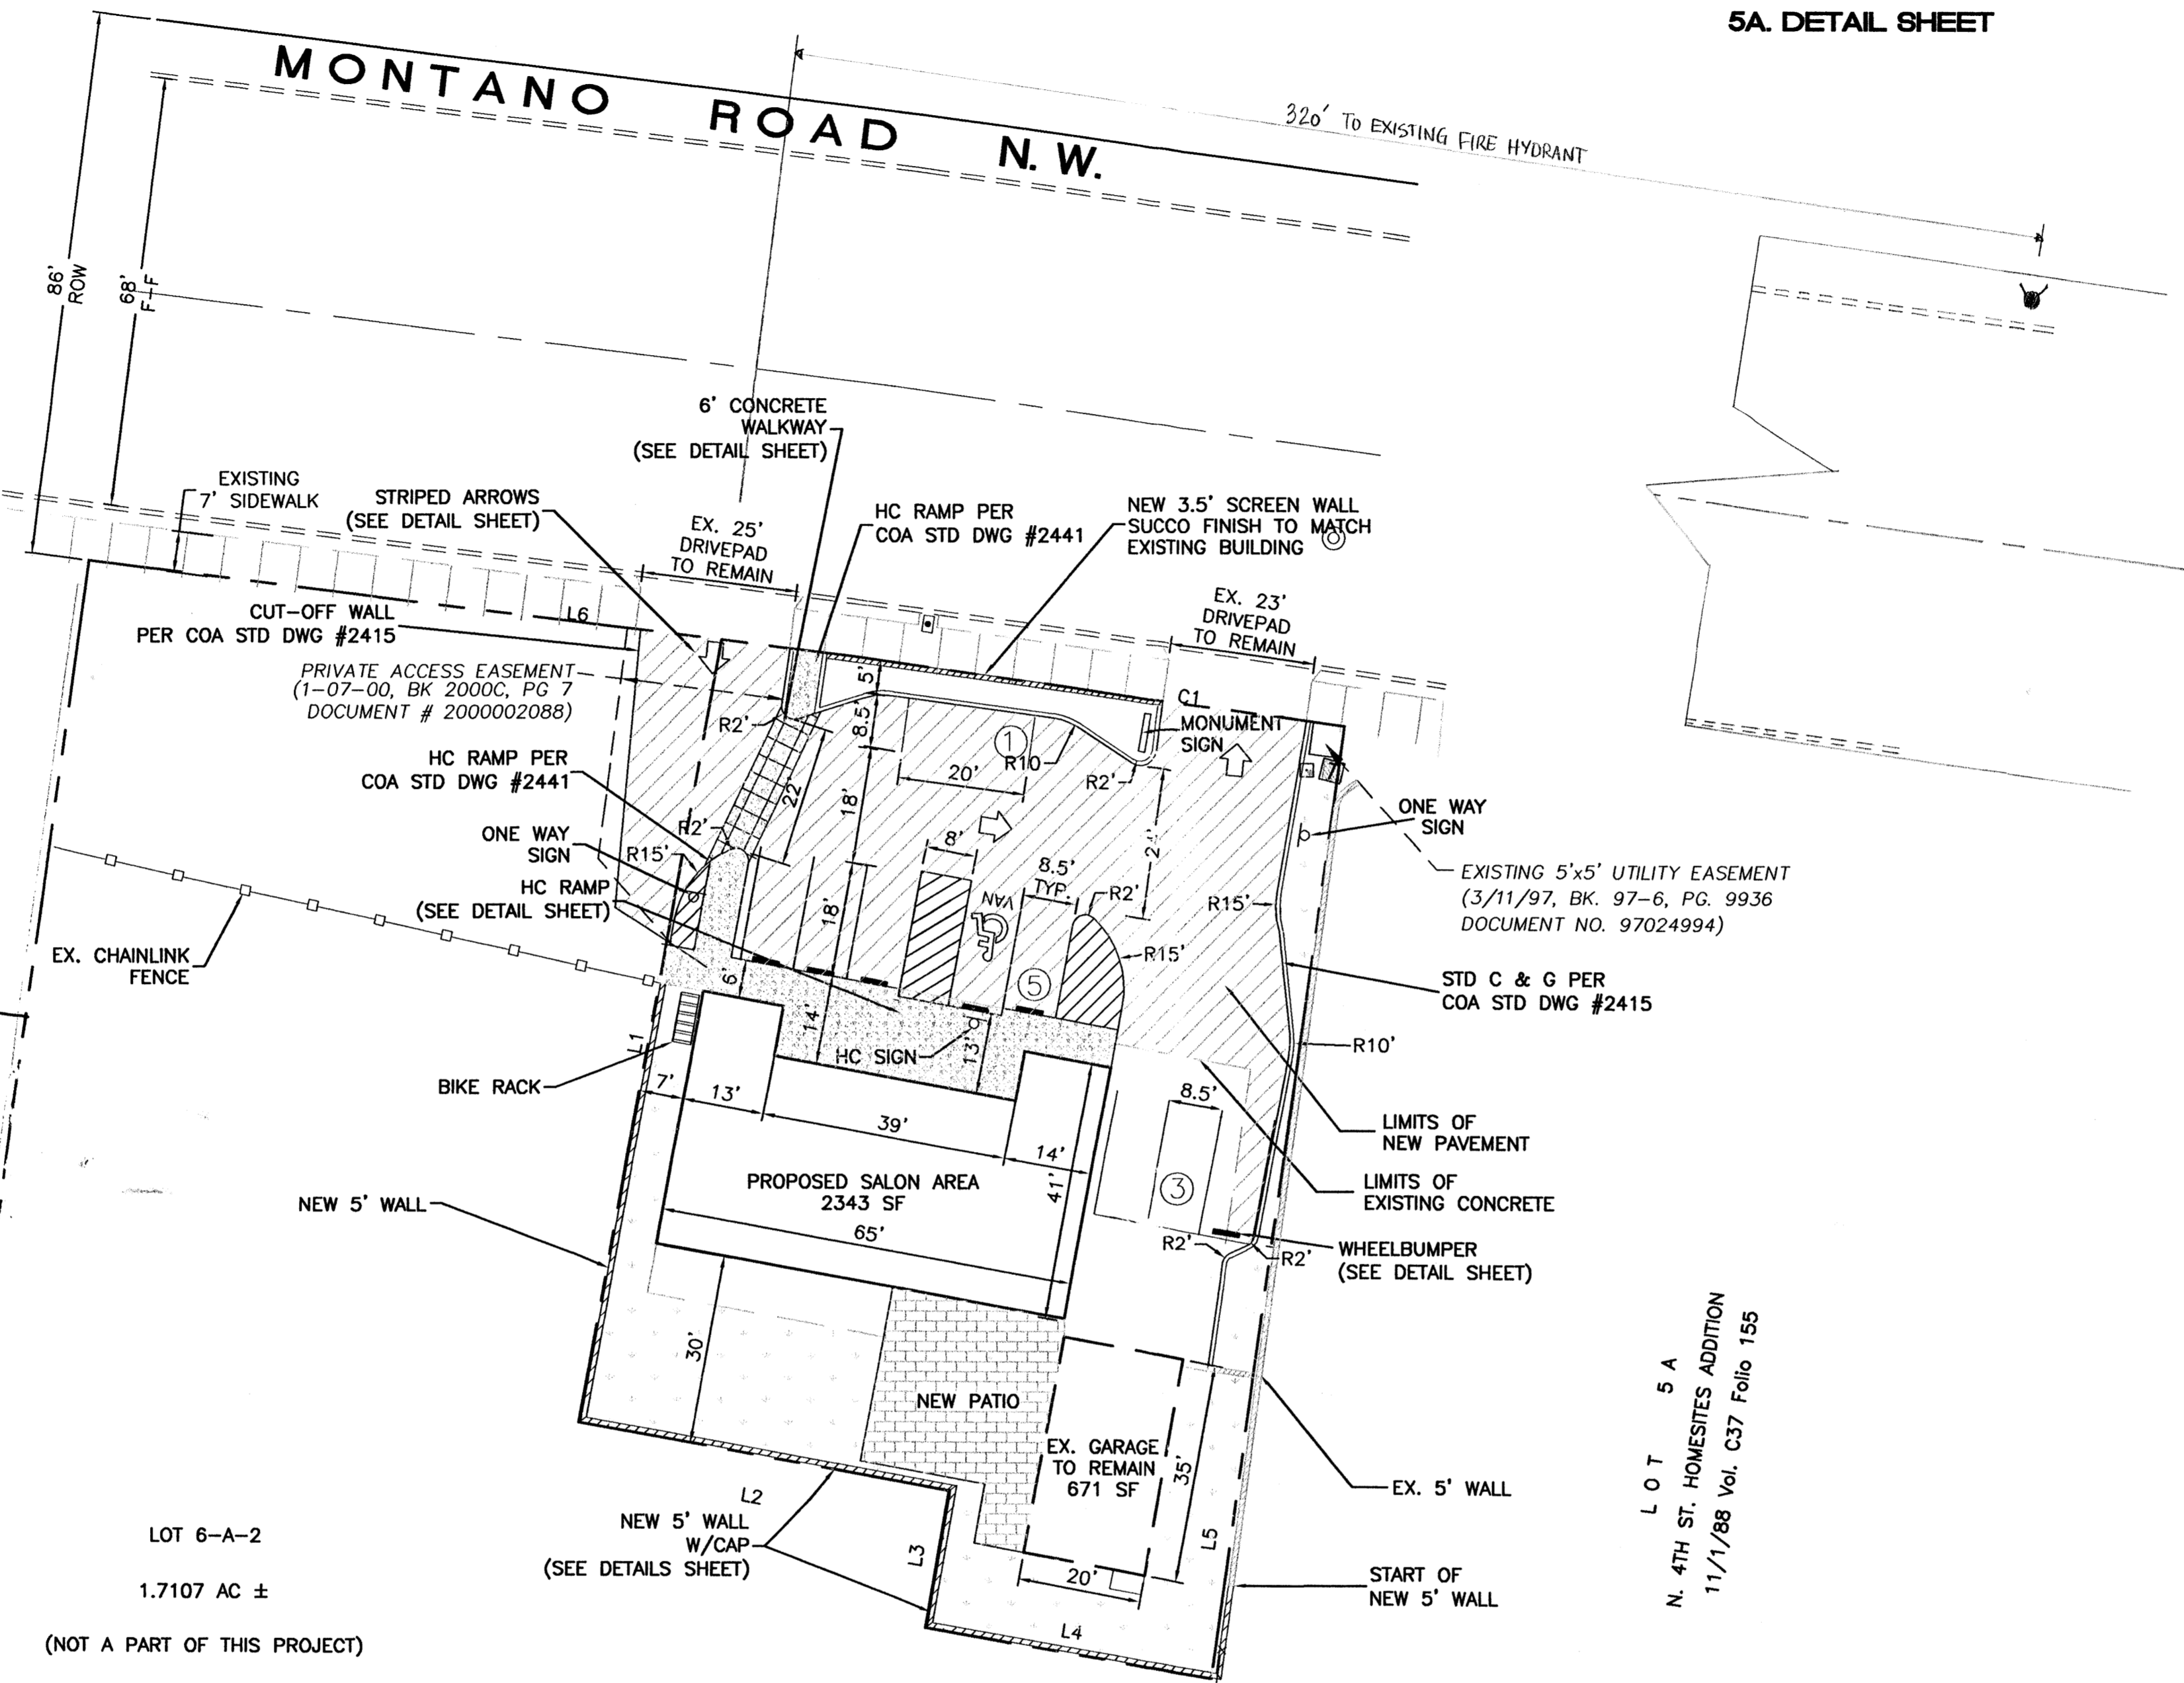 5A. DETAIL SHEET
MONTANO ROAD N.W.
320' TO EXISTING FIRE HYDRANT
86'
ROW
68'
F-F
6' CONCRETE
WALKWAY
(SEE DETAIL SHEET)
EXISTING
7' SIDEWALK
STRIPED ARROWS
(SEE DETAIL SHEET)
EX. 25'
DRIVEPAD
TO REMAIN
HC RAMP PER
COA STD DWG #2441
NEW 3.5' SCREEN WALL
SUCCO FINISH TO MATCH
EXISTING BUILDING
EX. 23'
DRIVEPAD
TO REMAIN
CUT-OFF WALL
PER COA STD DWG #2415
L6
PRIVATE ACCESS EASEMENT
(1-07-00, BK 2000C, PG 7
DOCUMENT # 2000002088)
5'
C1
R2'
8.5'
1
MONUMENT
SIGN
R10
R2'
HC RAMP PER
COA STD DWG #2441
22'
20'
18'
ONE WAY
SIGN
ONE WAY
SIGN
R2'
R15'
8'
8.5'
TYP.
R2'
EXISTING 5'x5' UTILITY EASEMENT
(3/11/97, BK. 97-6, PG. 9936
DOCUMENT NO. 97024994)
HC RAMP
(SEE DETAIL SHEET)
18'
VAN
R15'
R15'
EX. CHAINLINK
FENCE
6'
5
STD C & G PER
COA STD DWG #2415
14'
L1
HC SIGN
13'
R10'
BIKE RACK
7'
13'
39'
14'
8.5'
LIMITS OF
NEW PAVEMENT
PROPOSED SALON AREA
2343 SF
41'
3
LIMITS OF
EXISTING CONCRETE
NEW 5' WALL
65'
R2'
R2'
WHEELBUMPER
(SEE DETAIL SHEET)
30'
NEW PATIO
EX. GARAGE
TO REMAIN
671 SF
35'
EX. 5' WALL
L2
NEW 5' WALL
W/CAP
(SEE DETAILS SHEET)
L3
L5
20'
START OF
NEW 5' WALL
L4
LOT 6-A-2
1.7107 AC ±
(NOT A PART OF THIS PROJECT)
LOT 5A
N. 4TH ST. HOMESITES ADDITION
11/1/88 Vol. C37 Folio 155